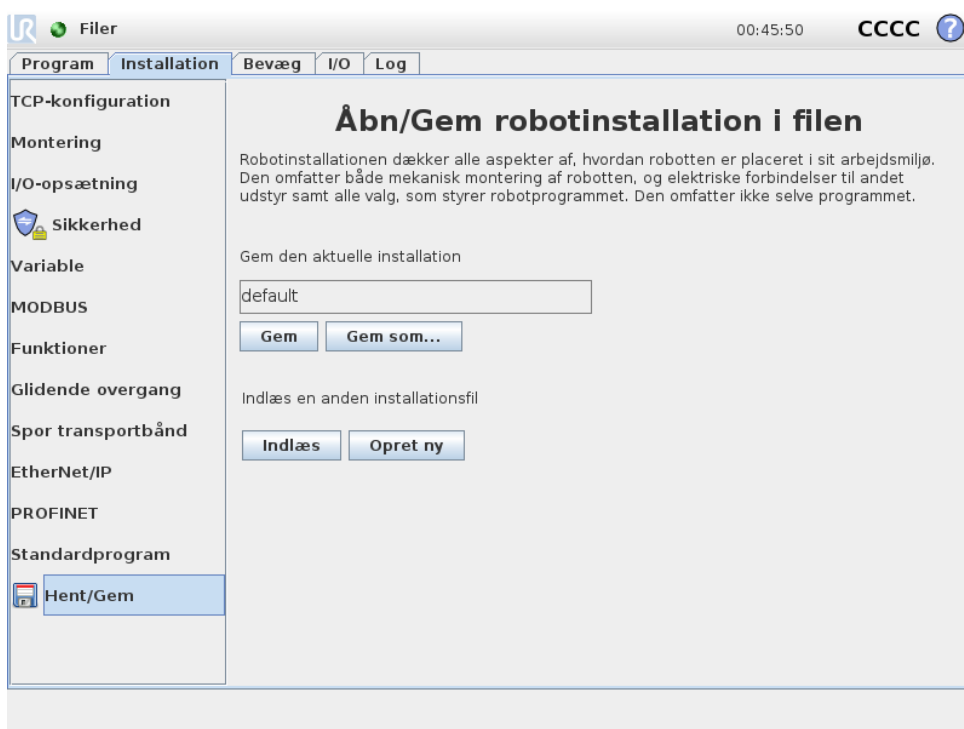 UR Filer 00:45:50 CCCC ?
Program Installation Bevæg I/O Log
TCP-konfiguration
Montering
I/O-opsætning
Sikkerhed
Variable
MODBUS
Funktioner
Glidende overgang
Spor transportbånd
EtherNet/IP
PROFINET
Standardprogram
Hent/Gem
Åbn/Gem robotinstallation i filen
Robotinstallationen dækker alle aspekter af, hvordan robotten er placeret i sit arbejdsmiljø.
Den omfatter både mekanisk montering af robotten, og elektriske forbindelser til andet
udstyr samt alle valg, som styrer robotprogrammet. Den omfatter ikke selve programmet.
Gem den aktuelle installation
default
Gem Gem som...
Indlæs en anden installationsfil
Indlæs Opret ny